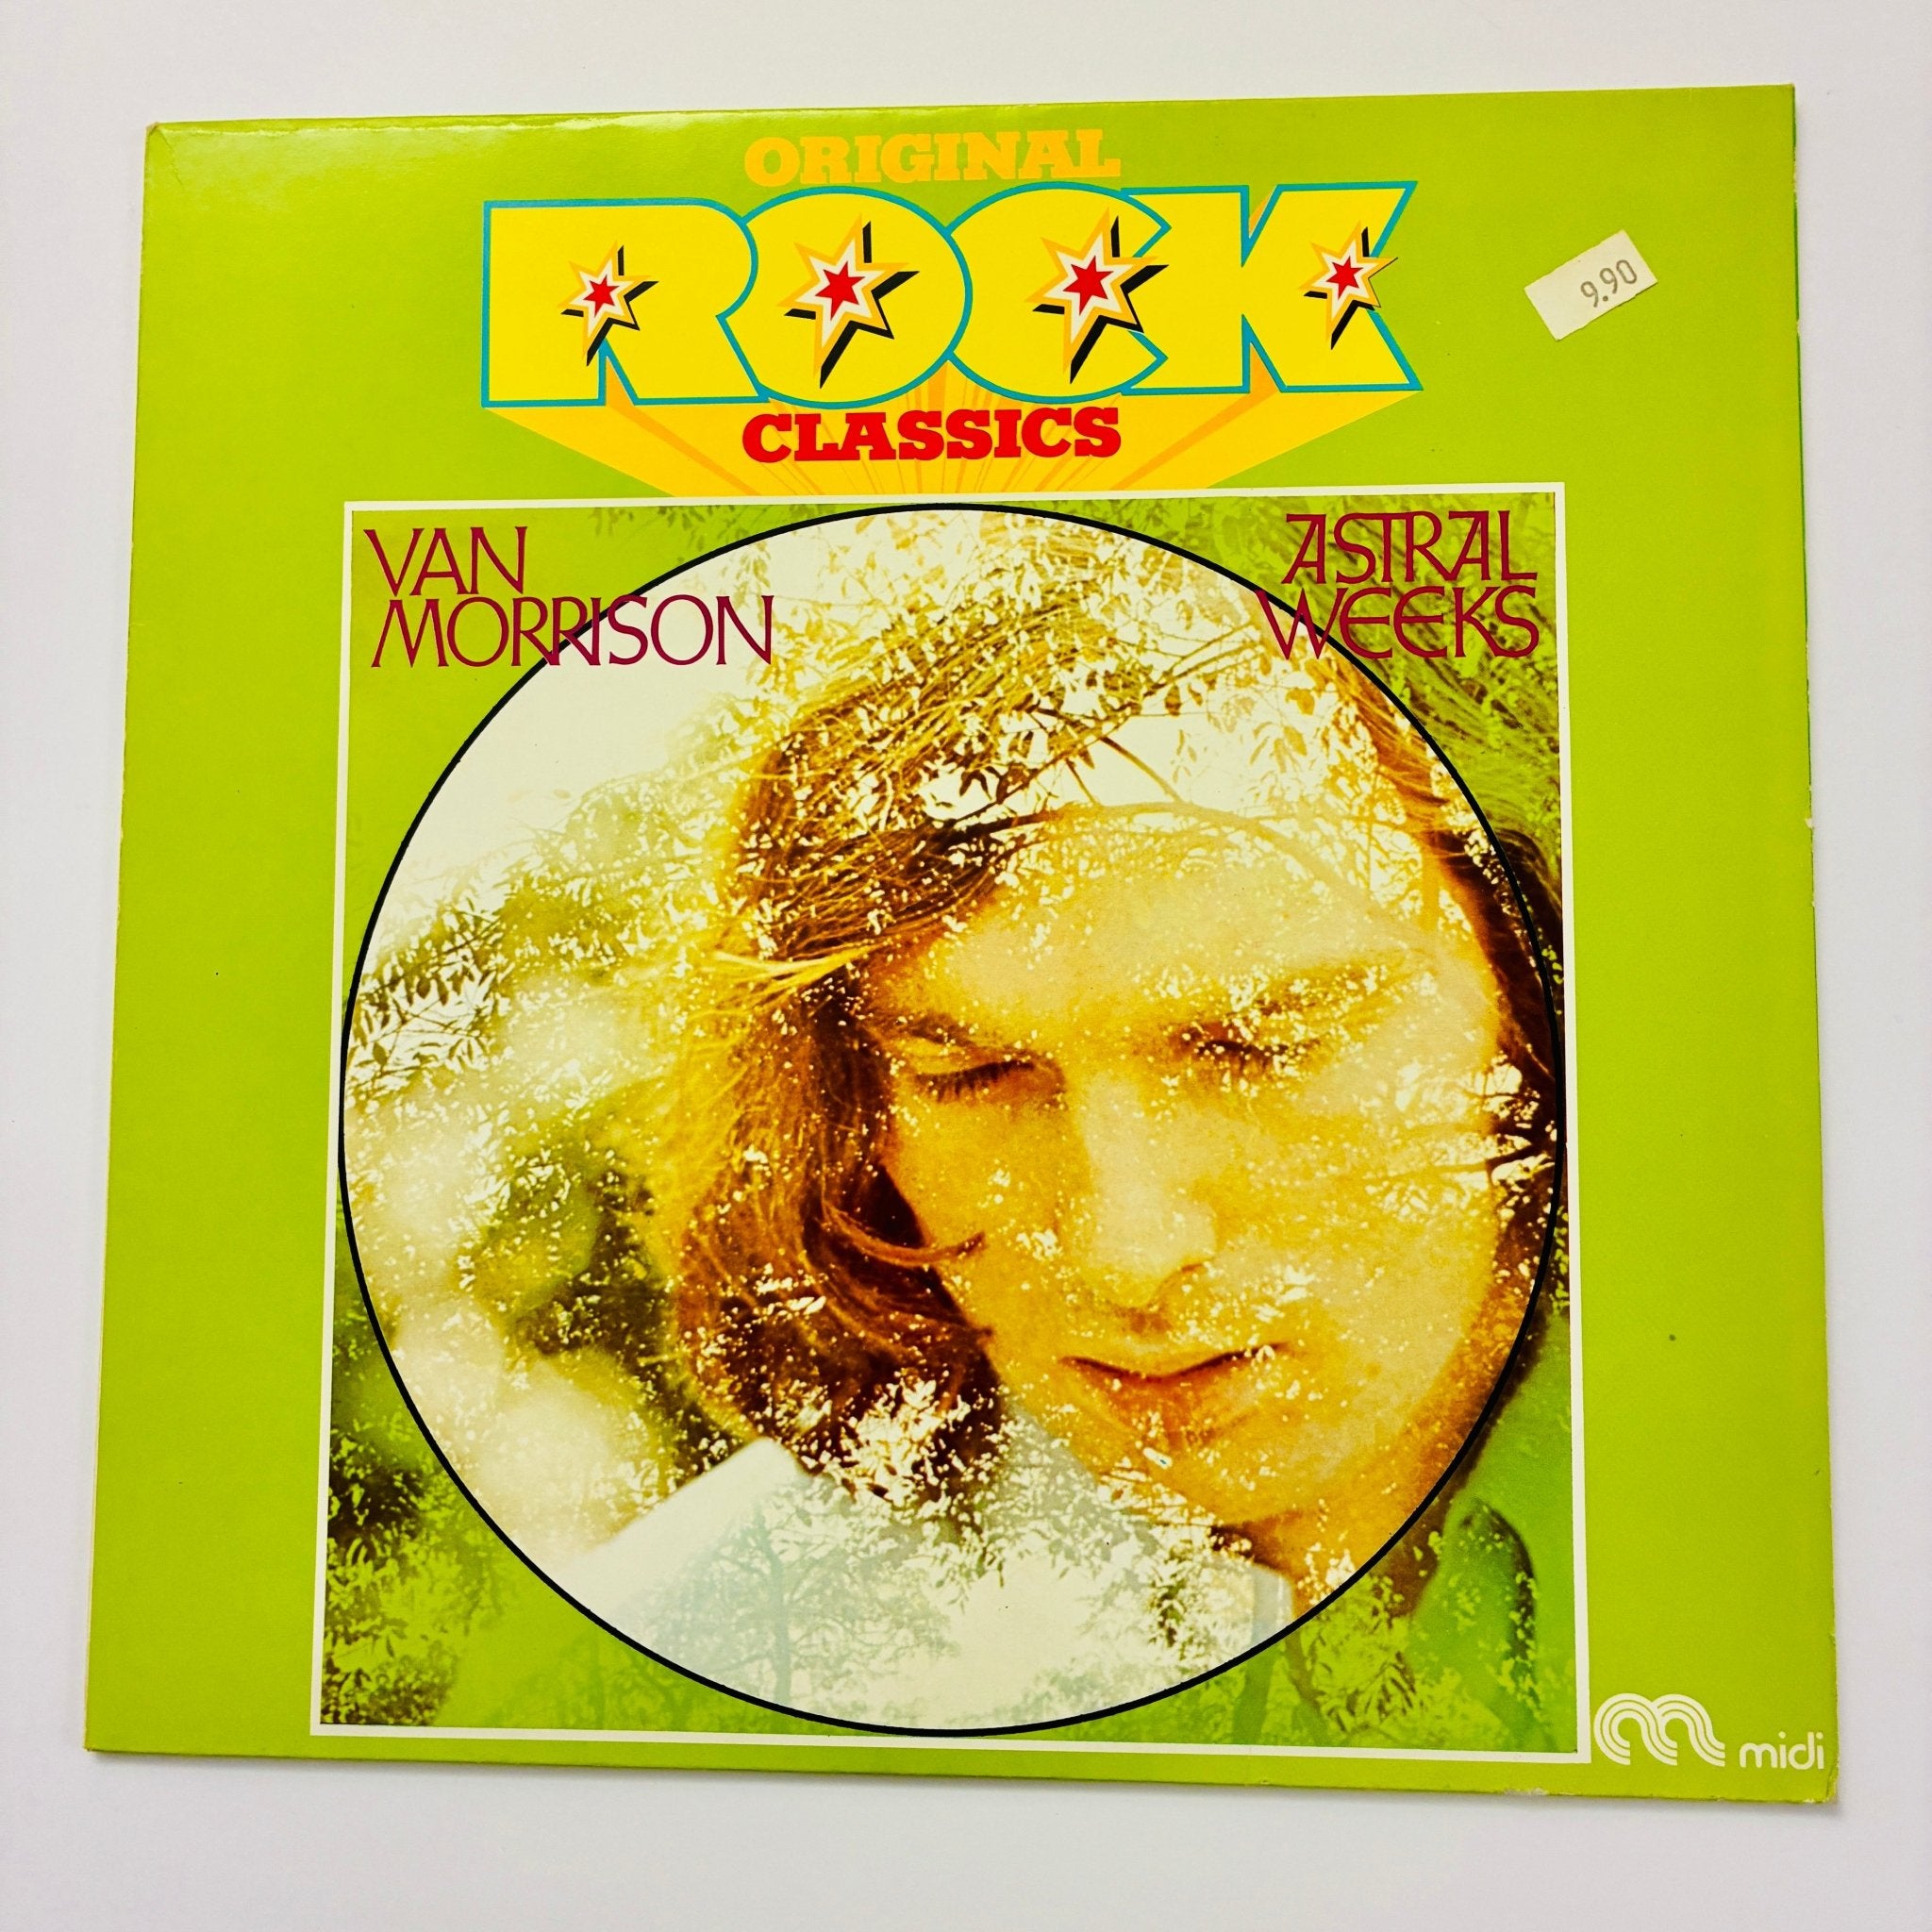 ORIGINAL
ROCK
CLASSICS
9.90
VAN
MORRISON
ASTRAL
WEEKS
midi